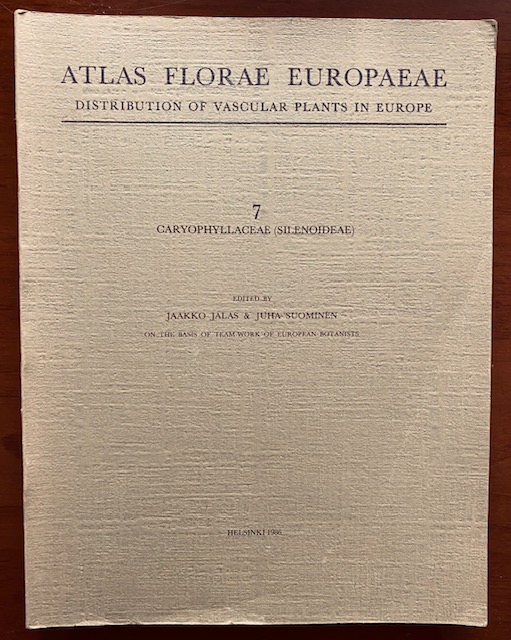 ATLAS FLORAE EUROPAEAE
DISTRIBUTION OF VASCULAR PLANTS IN EUROPE
7
CARYOPHYLLACEAE (SILENOIDEAE)
EDITED BY
JAAKKO JALAS & JUHA SUOMINEN
ON THE BASIS OF TEAM-WORK OF EUROPEAN BOTANISTS
HELSINKI 1986